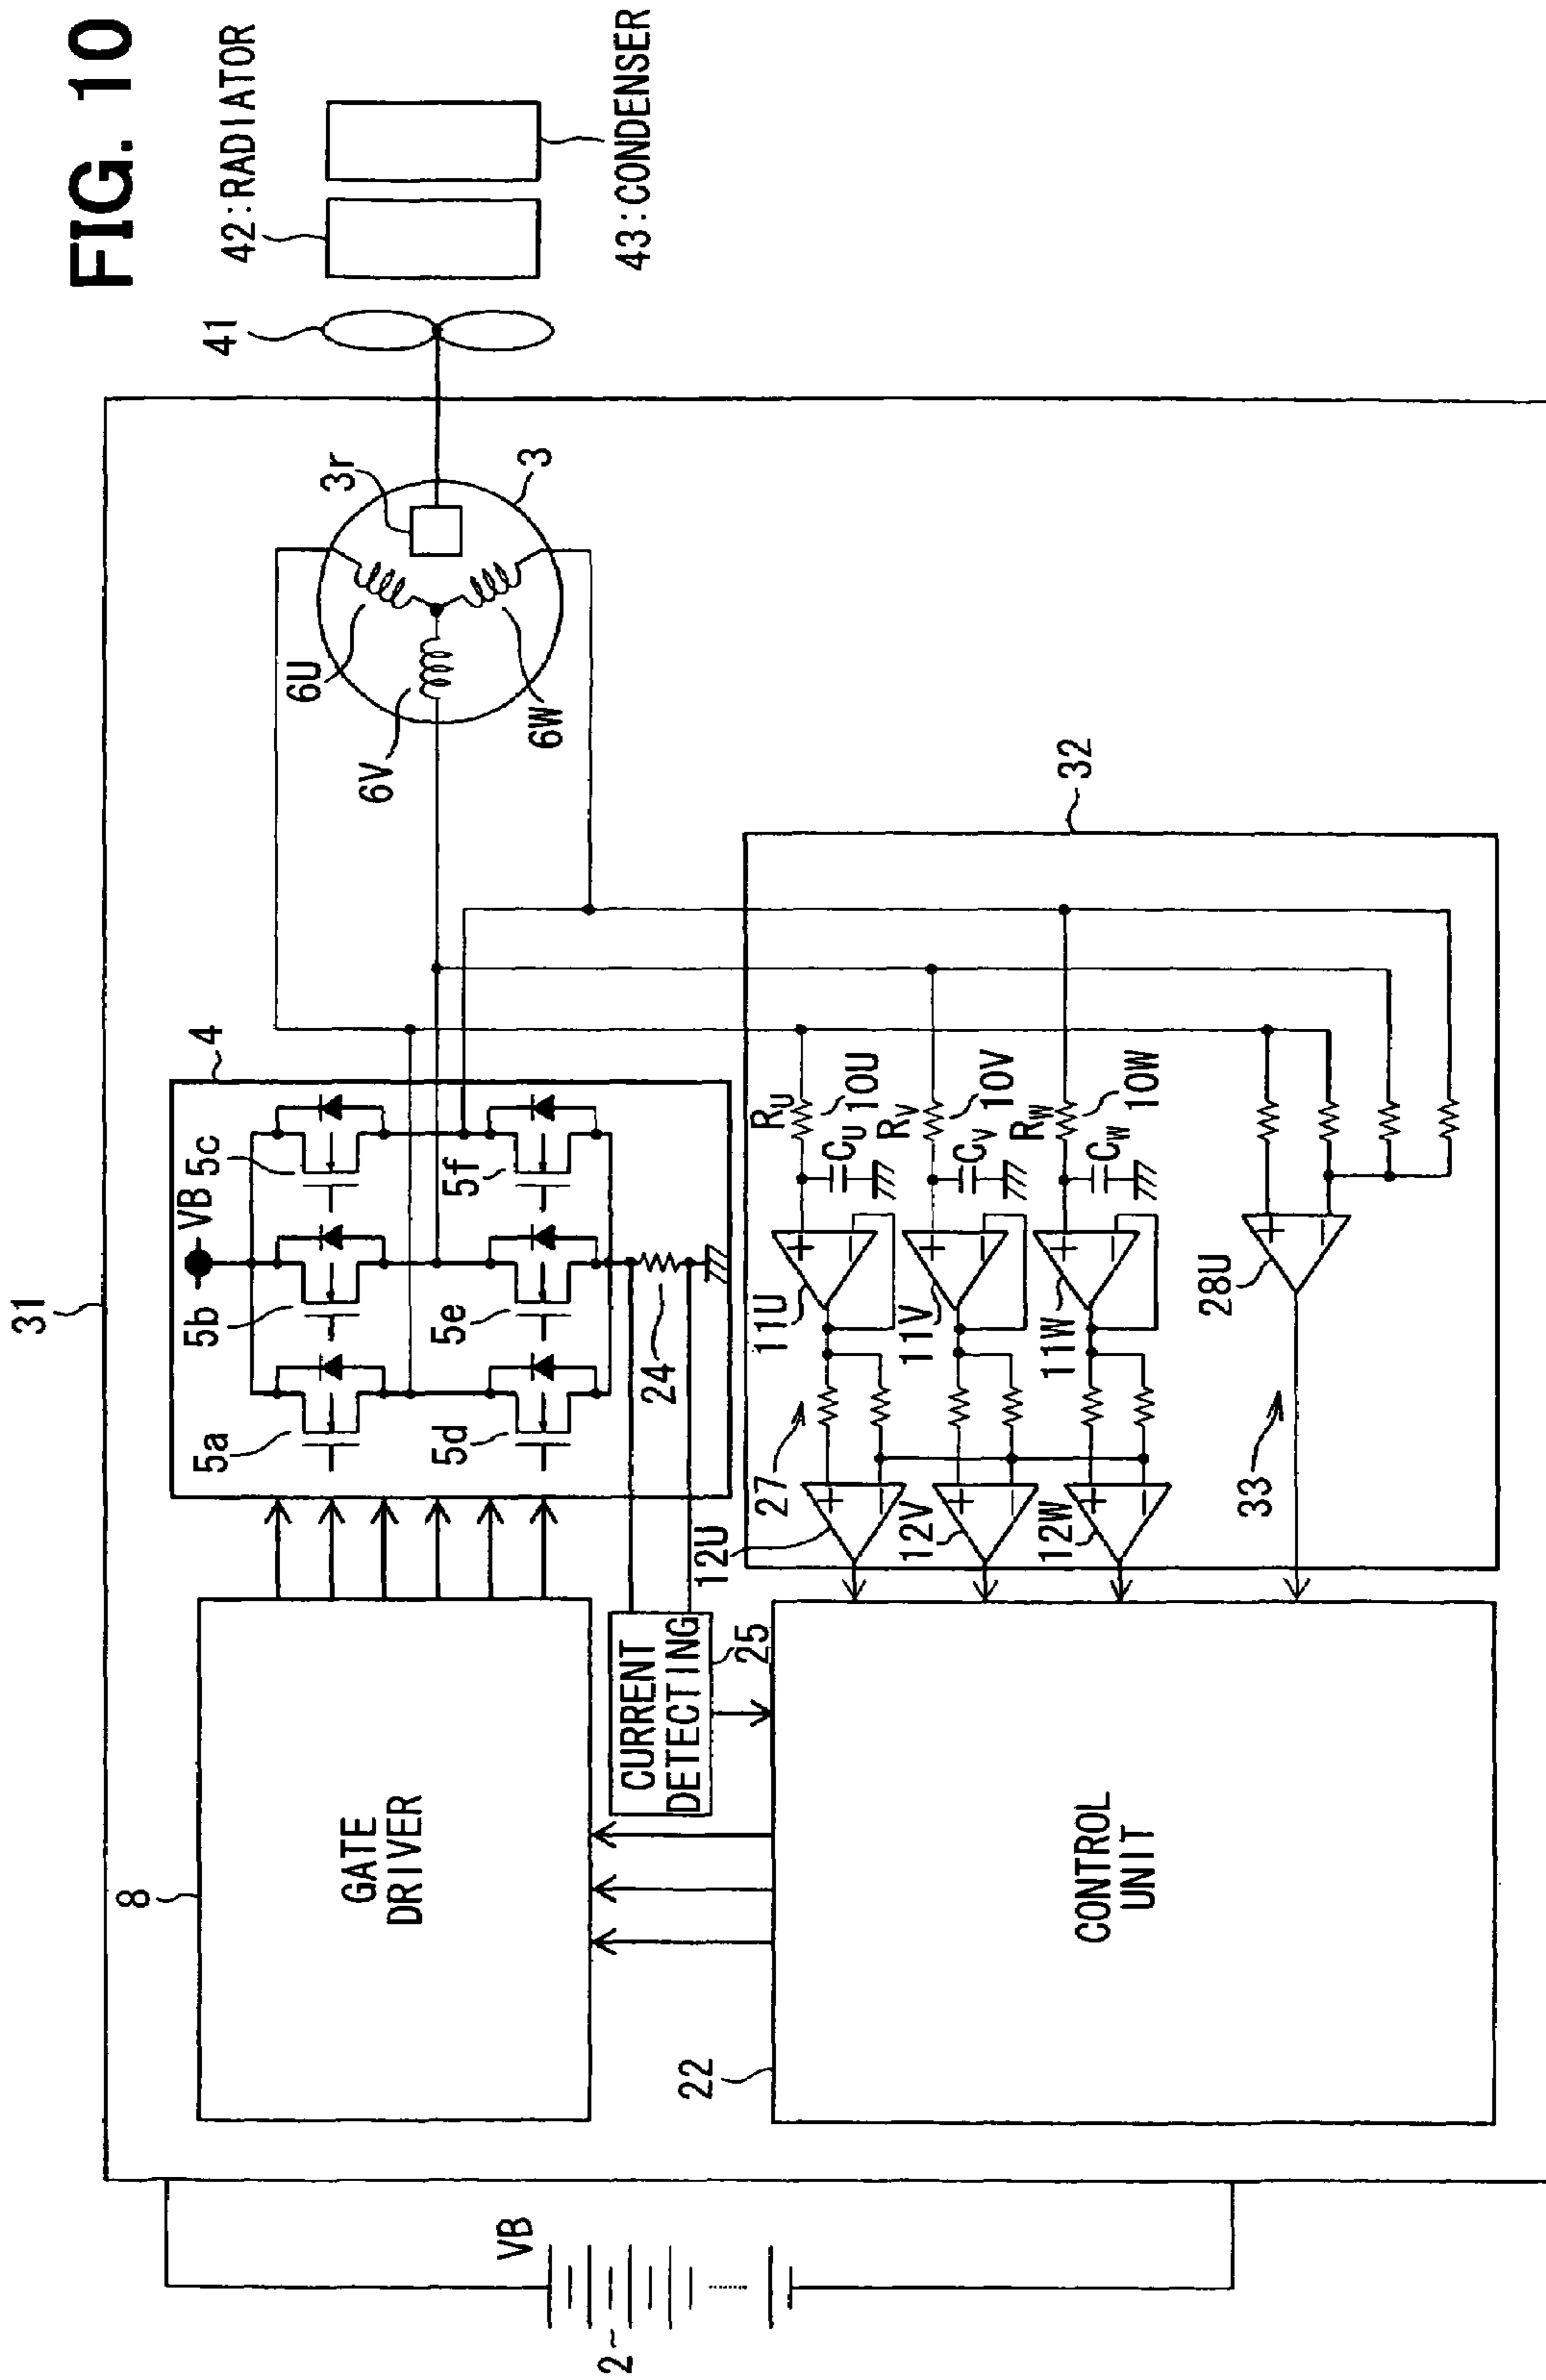 FIG. 10
31
42:RADIATOR
43:CONDENSER
41
3r
3
6U
6V
6W
4
VB
5a
5b
5c
5d
5e
5f
24
8
GATE
DRIVER
CURRENT
DETECTING
25
22
CONTROL
UNIT
VB
2
32
RU
CU
10U
RV
CV
10V
RW
CW
10W
11U
11V
11W
27
12U
12V
12W
28U
33